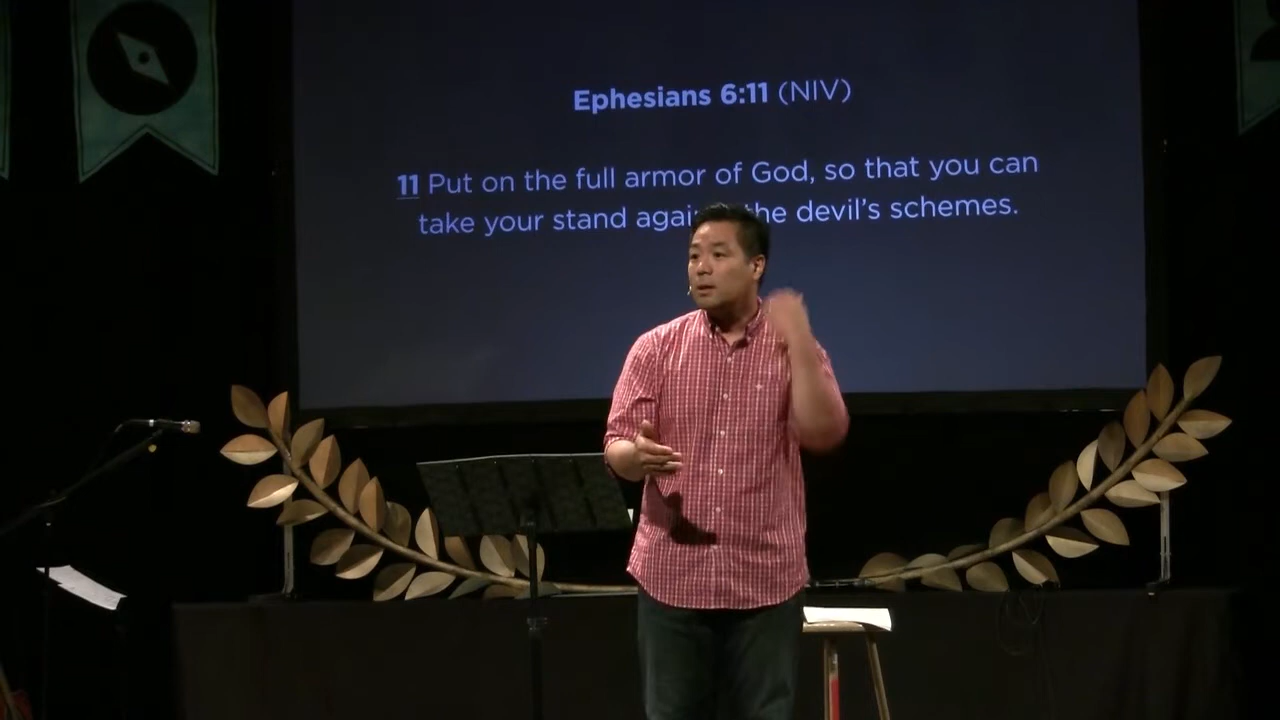 Ephesians 6:11 (NIV)
11 Put on the full armor of God, so that you can
take your stand the devil's schemes.